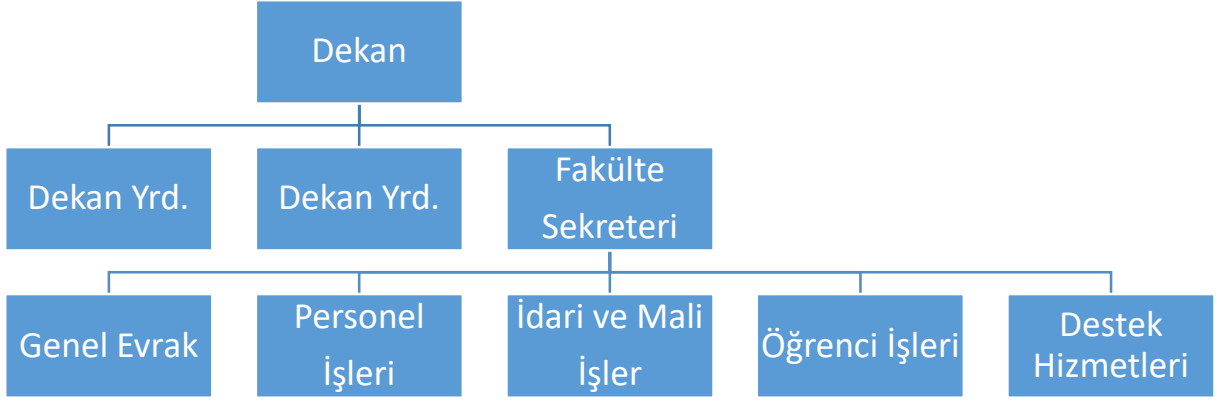 Dekan
Dekan Yrd.
Dekan Yrd.
Fakülte
Sekreteri
Genel Evrak
Personel
İşleri
İdari ve Mali
İşler
Öğrenci İşleri
Destek
Hizmetleri